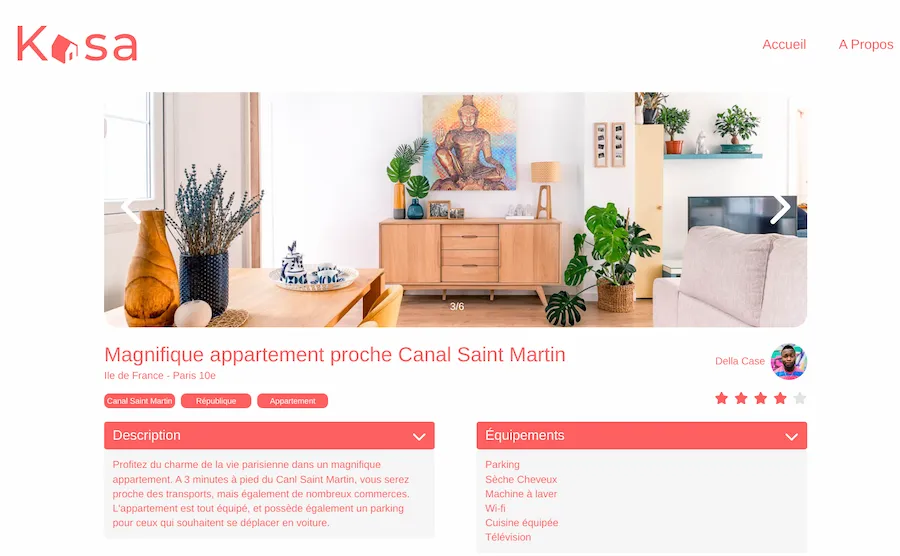 Kasa
Accueil
A Propos
3/6
Magnifique appartement proche Canal Saint Martin
Ile de France - Paris 10e
Della Case
Canal Saint Martin
République
Appartement
Description
Profitez du charme de la vie parisienne dans un magnifique
appartement. A 3 minutes à pied du Canl Saint Martin, vous serez
proche des transports, mais également de nombreux commerces.
L'appartement est tout équipé, et possède également un parking
pour ceux qui souhaitent se déplacer en voiture.
Équipements
Parking
Sèche Cheveux
Machine à laver
Wi-fi
Cuisine équipée
Télévision